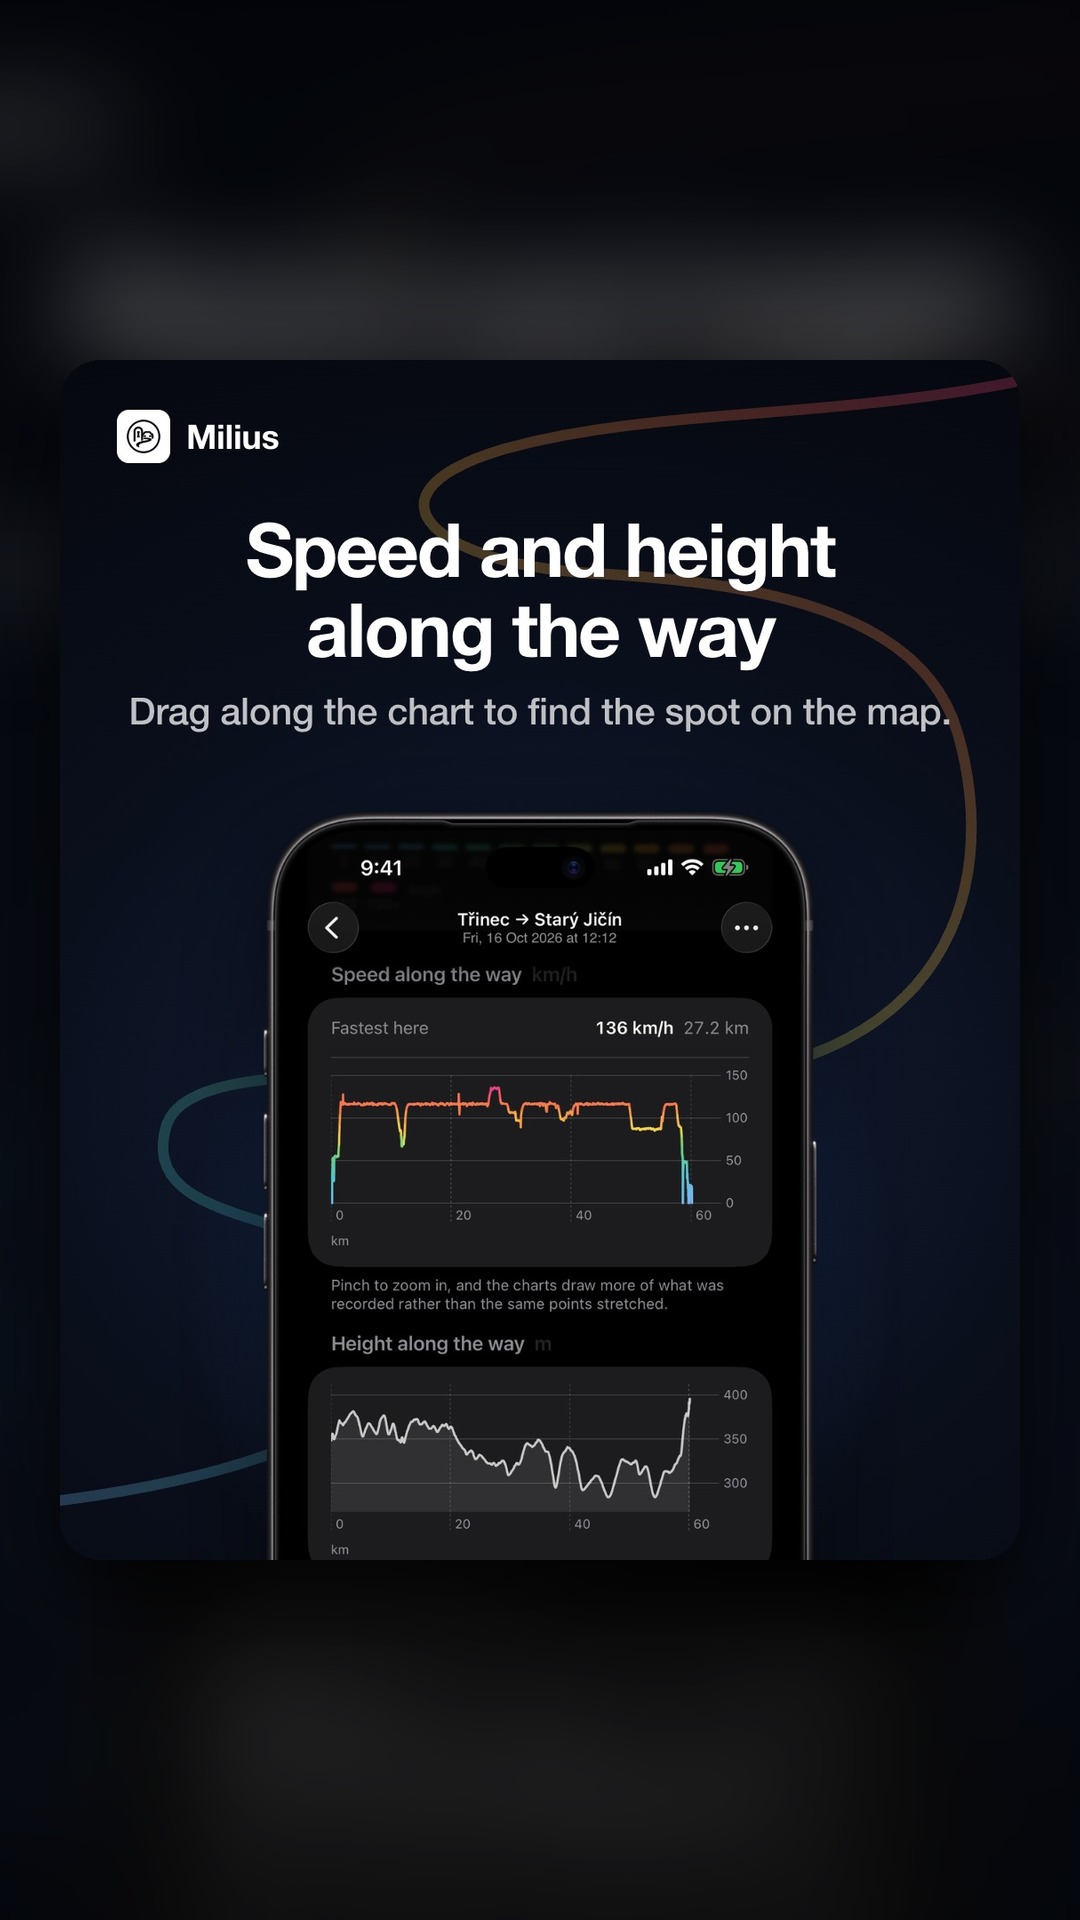 Milius
Speed and height
along the way
Drag along the chart to find the spot on the map.
9:41
Třinec → Starý Jičín
Fri, 16 Oct 2026 at 12:12
Speed along the way km/h
Fastest here 136 km/h 27.2 km
150
100
50
0
0 20 40 60
km
Pinch to zoom in, and the charts draw more of what was
recorded rather than the same points stretched.
Height along the way m
400
350
300
0 20 40 60
km